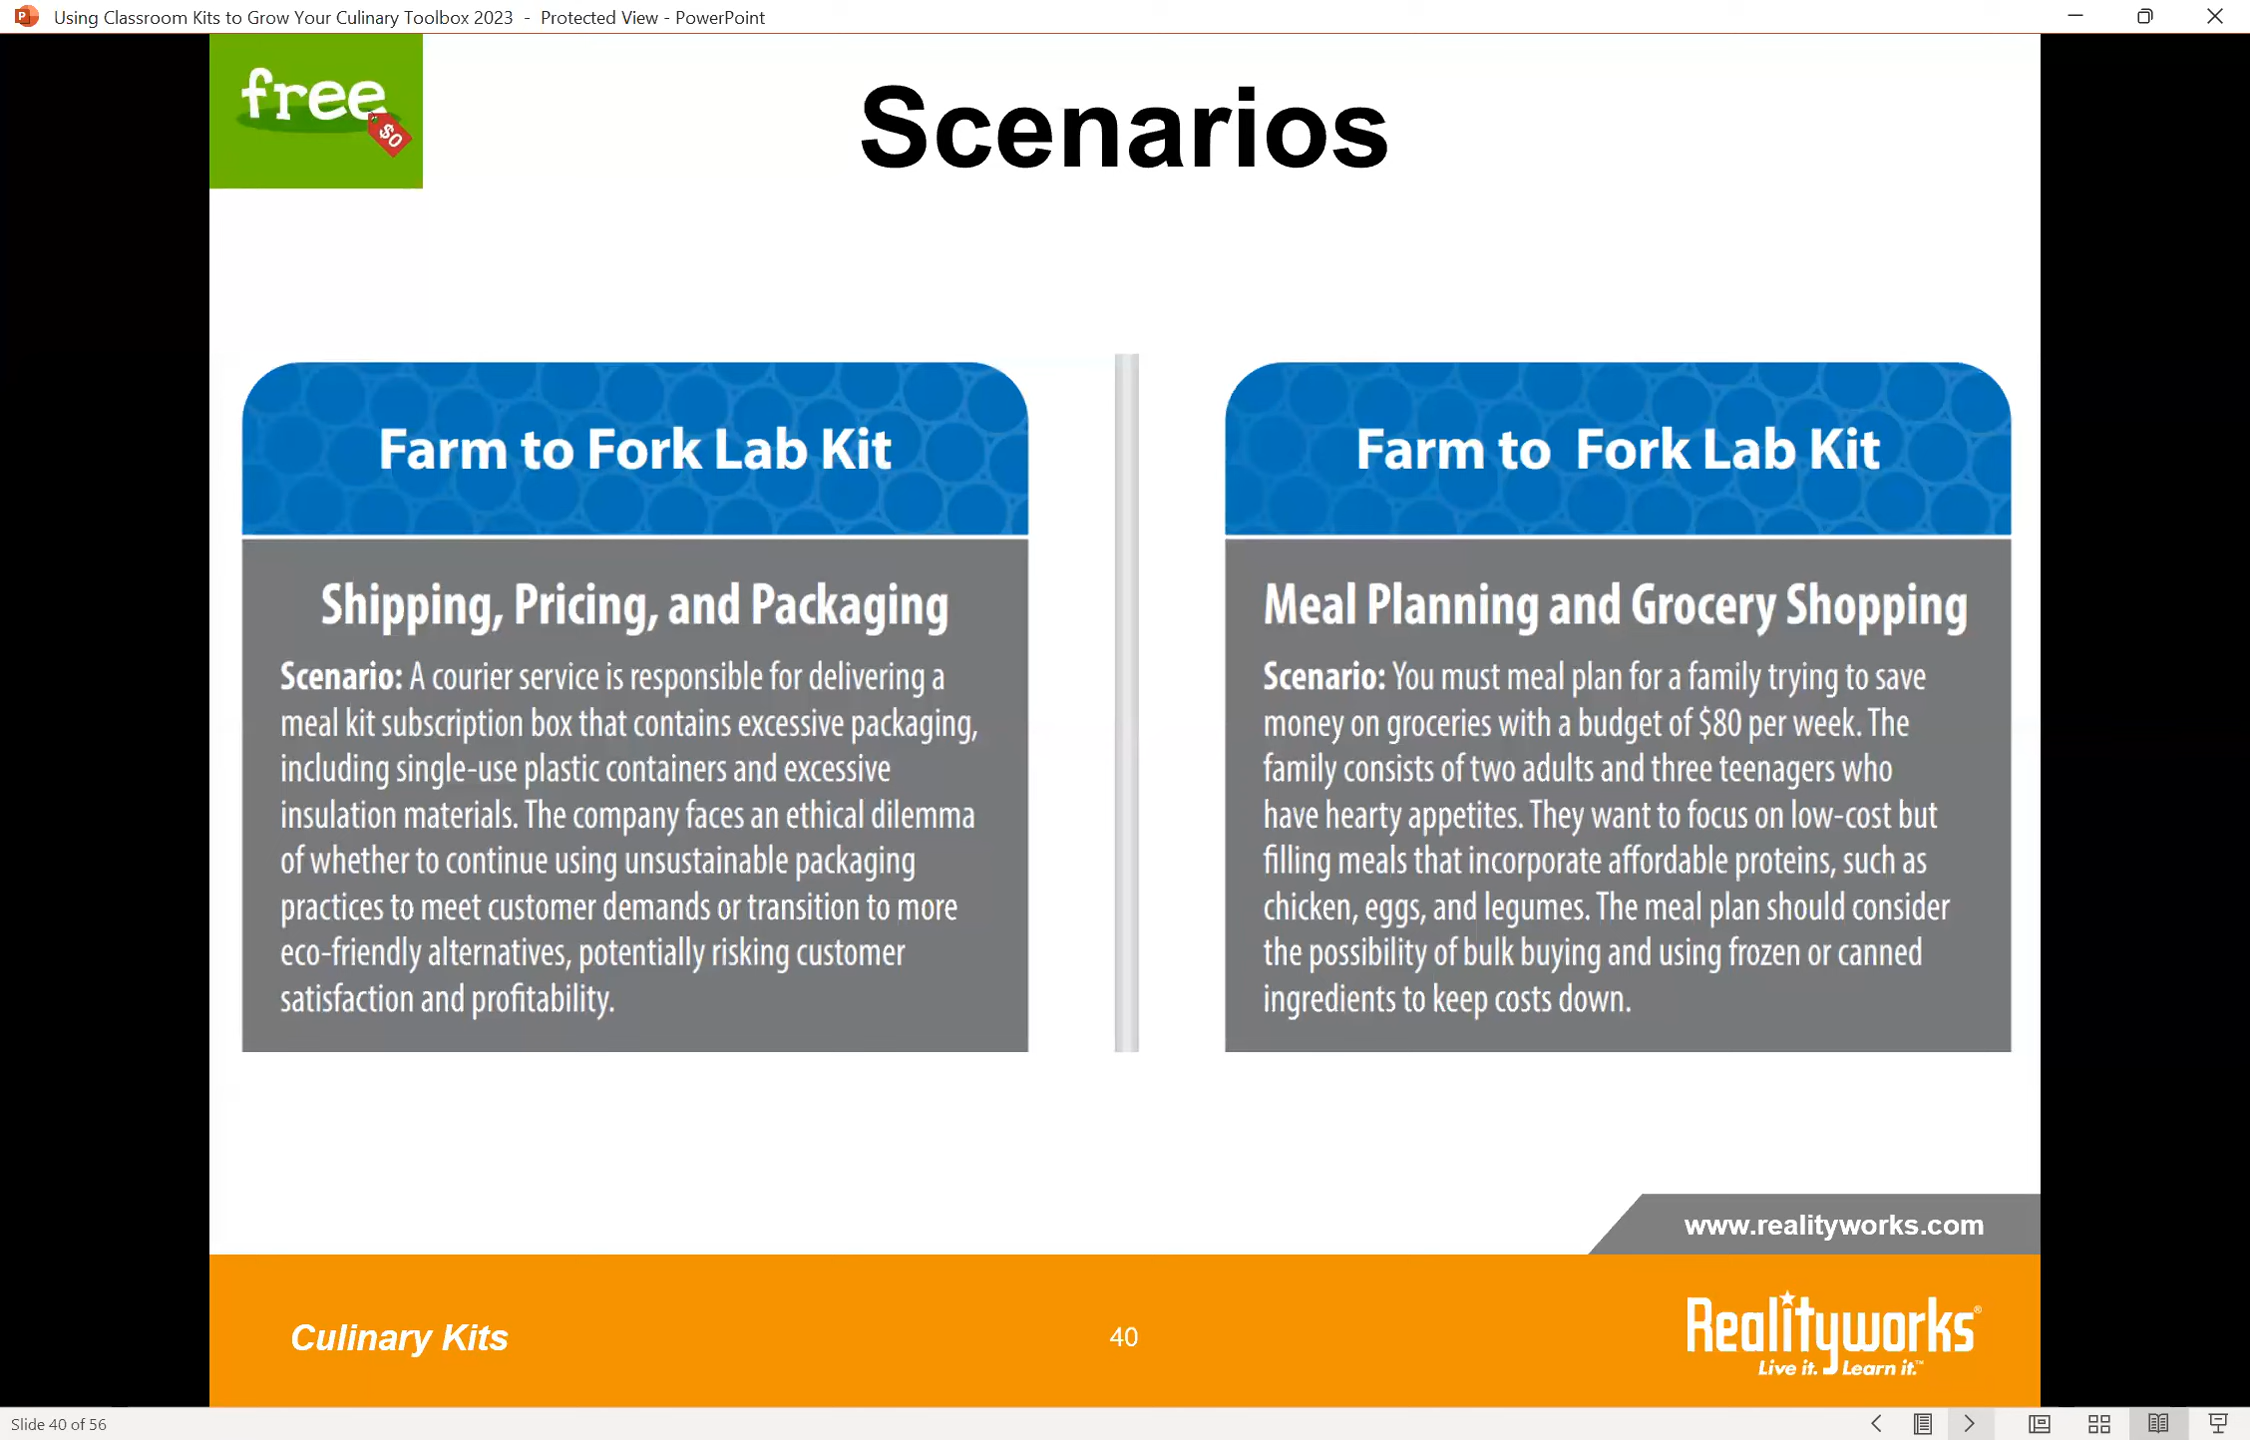 Using Classroom Kits to Grow Your Culinary Toolbox 2023 - Protected View - PowerPoint
free
$0
Scenarios
Farm to Fork Lab Kit
Shipping, Pricing, and Packaging
Scenario: A courier service is responsible for delivering a
meal kit subscription box that contains excessive packaging,
including single-use plastic containers and excessive
insulation materials. The company faces an ethical dilemma
of whether to continue using unsustainable packaging
practices to meet customer demands or transition to more
eco-friendly alternatives, potentially risking customer
satisfaction and profitability.
Farm to Fork Lab Kit
Meal Planning and Grocery Shopping
Scenario: You must meal plan for a family trying to save
money on groceries with a budget of $80 per week. The
family consists of two adults and three teenagers who
have hearty appetites. They want to focus on low-cost but
filling meals that incorporate affordable proteins, such as
chicken, eggs, and legumes. The meal plan should consider
the possibility of bulk buying and using frozen or canned
ingredients to keep costs down.
www.realityworks.com
Culinary Kits
40
Realityworks®
Live it. Learn it.™
Slide 40 of 56